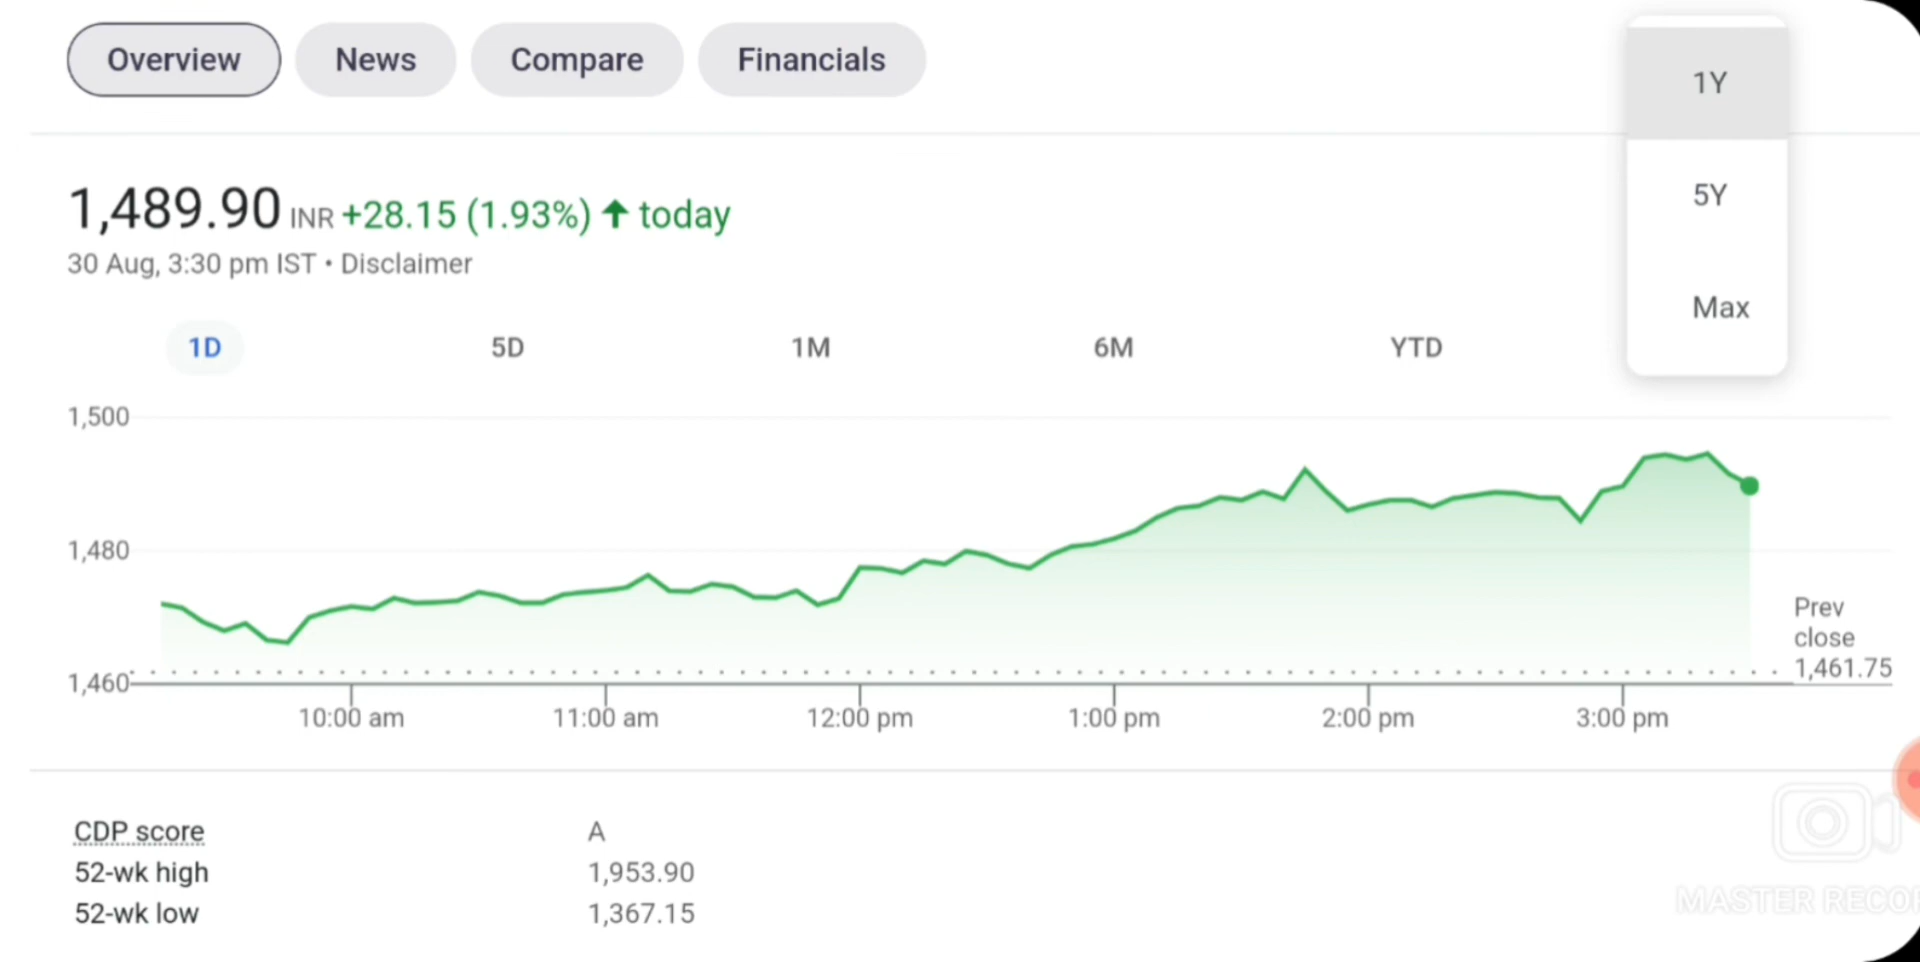 Overview News Compare Financials
1Y
5Y
Max
1,489.90 INR +28.15 (1.93%) ↑ today
30 Aug, 3:30 pm IST • Disclaimer
1D 5D 1M 6M YTD
1,500
1,480
1,460
Prev
close
1,461.75
10:00 am 11:00 am 12:00 pm 1:00 pm 2:00 pm 3:00 pm
CDP score A
52-wk high 1,953.90
52-wk low 1,367.15
MASTER RECOR